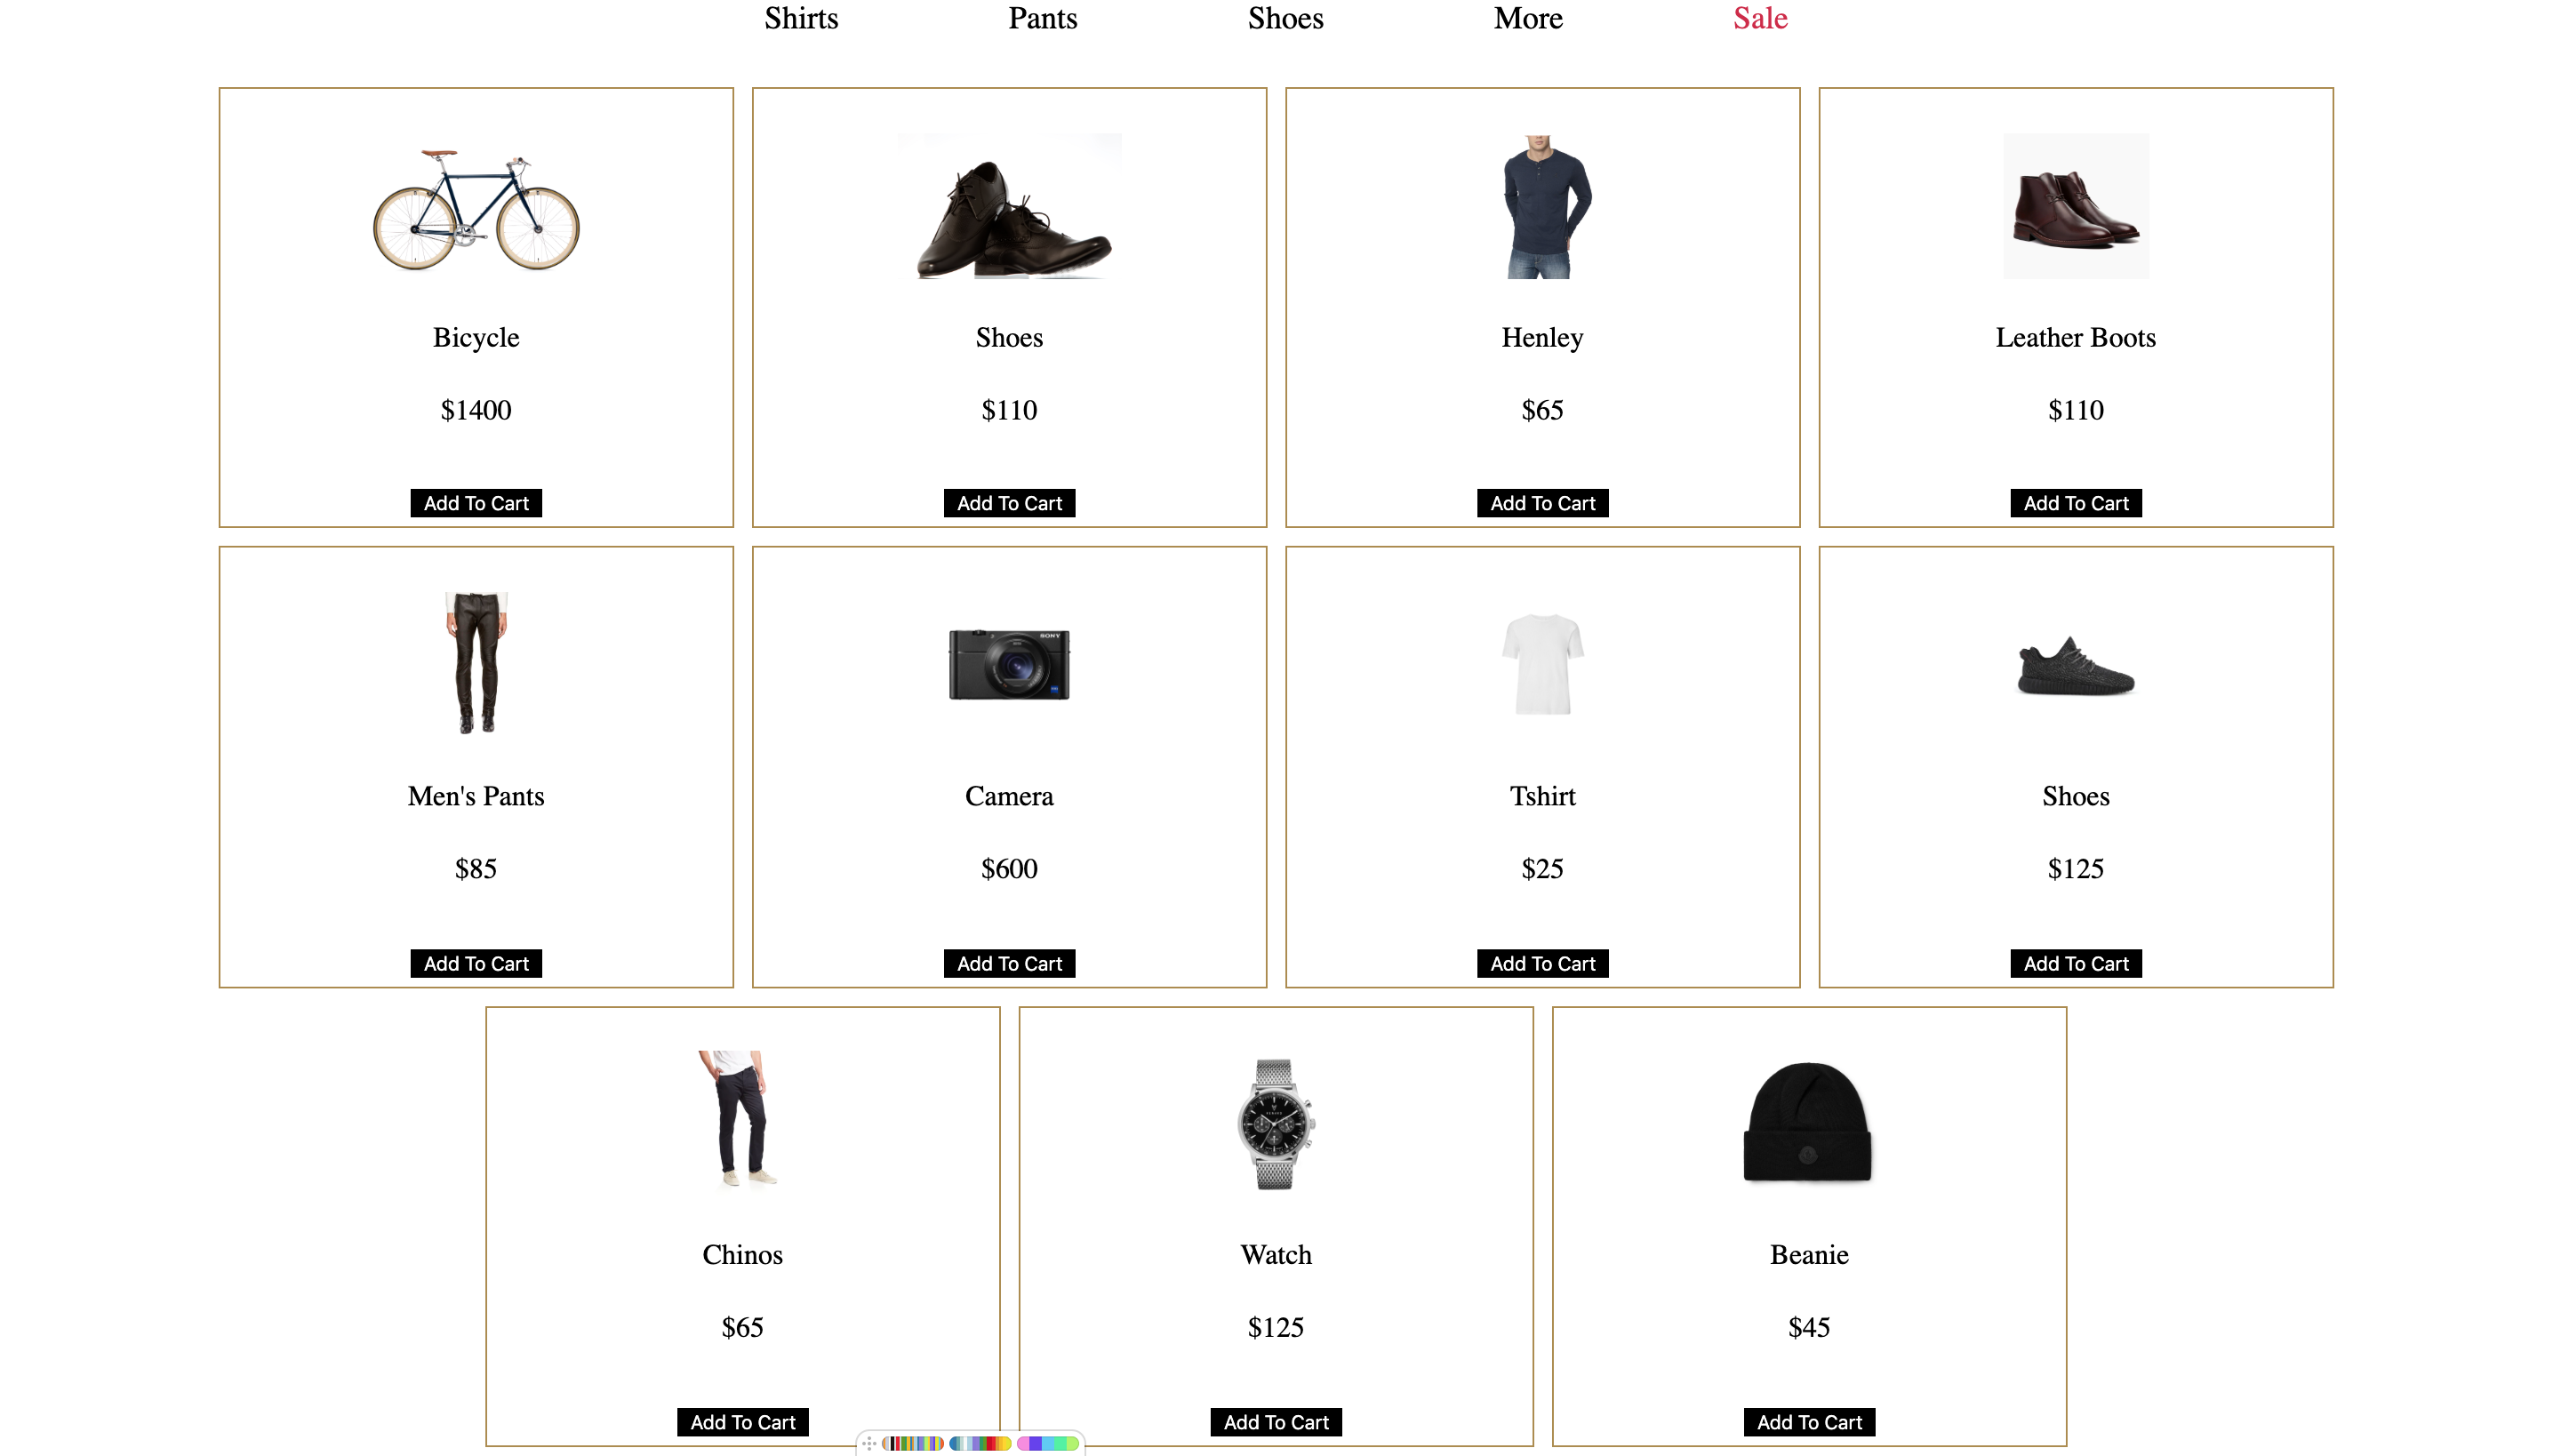 Shirts Pants Shoes More Sale
Bicycle Shoes Henley Leather Boots
$1400 $110 $65 $110
Add To Cart Add To Cart Add To Cart Add To Cart
SONY
Men's Pants Camera Tshirt Shoes
$85 $600 $25 $125
Add To Cart Add To Cart Add To Cart Add To Cart
Chinos Watch Beanie
$65 $125 $45
Add To Cart Add To Cart Add To Cart